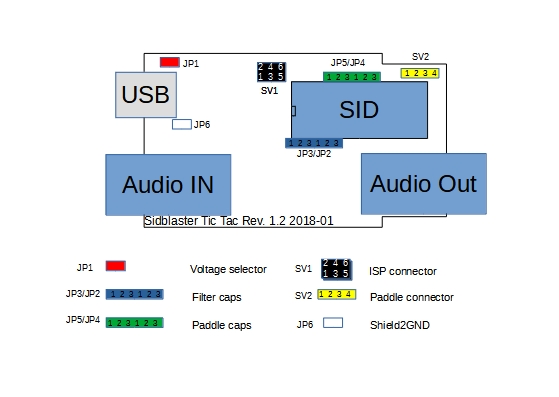 JP1
USB
JP6
2 4 6
1 3 5
SV1
JP5/JP4
1 2 3 1 2 3
SV2
1 2 3 4
SID
1 2 3 1 2 3
JP3/JP2
Audio IN
Audio Out
Sidblaster Tic Tac Rev. 1.2 2018-01
JP1 Voltage selector
SV1 2 4 6
1 3 5 ISP connector
JP3/JP2 1 2 3 1 2 3 Filter caps
SV2 1 2 3 4 Paddle connector
JP5/JP4 1 2 3 1 2 3 Paddle caps
JP6 Shield2GND